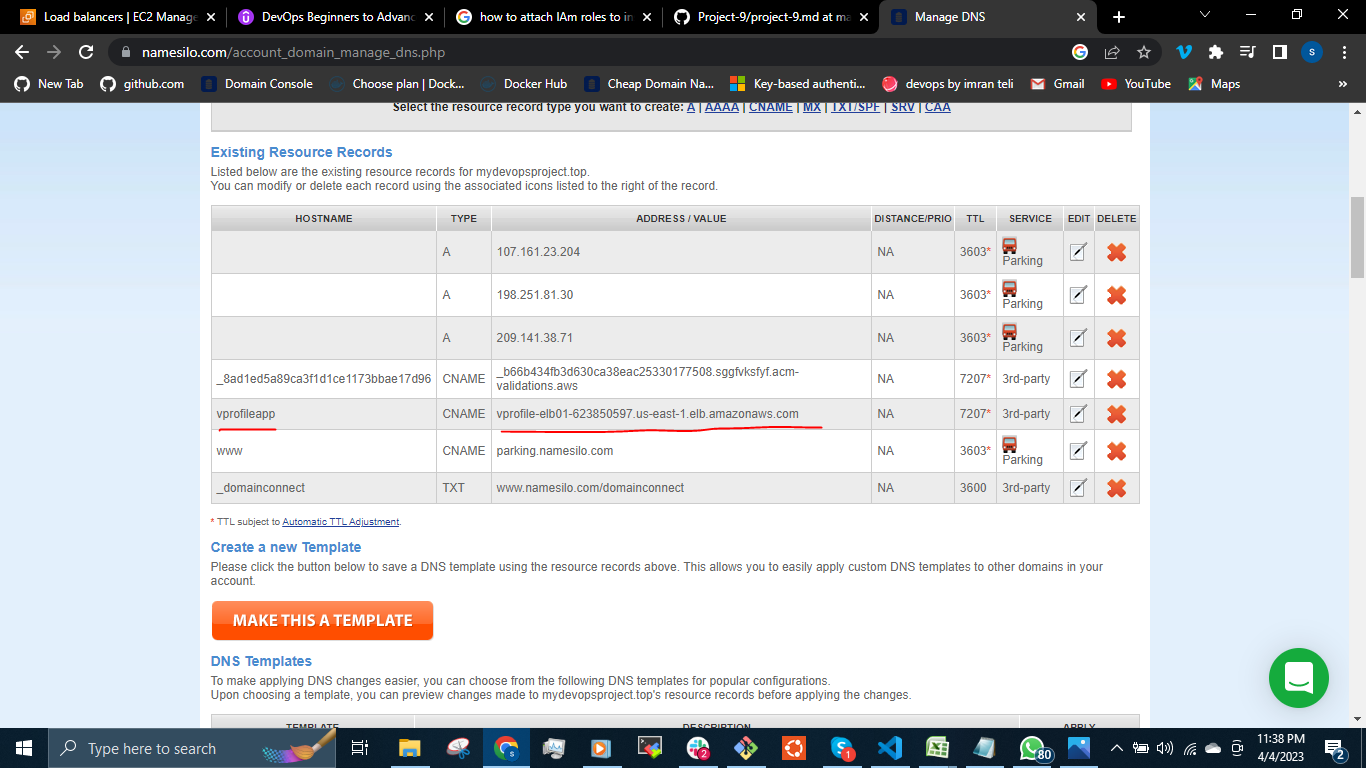 Load balancers | EC2 Manage
DevOps Beginners to Advanc
how to attach IAm roles to in
Project-9/project-9.md at ma
Manage DNS
namesilo.com/account_domain_manage_dns.php
s
New Tab
github.com
Domain Console
Choose plan | Dock...
Docker Hub
Cheap Domain Na...
Key-based authenti...
devops by imran teli
Gmail
YouTube
Maps
»
Select the resource record type you want to create: A | AAAA | CNAME | MX | TXT/SPF | SRV | CAA
Existing Resource Records
Listed below are the existing resource records for mydevopsproject.top.
You can modify or delete each record using the associated icons listed to the right of the record.
HOSTNAME TYPE ADDRESS / VALUE DISTANCE/PRIO TTL SERVICE EDIT DELETE
A 107.161.23.204 NA 3603* Parking
A 198.251.81.30 NA 3603* Parking
A 209.141.38.71 NA 3603* Parking
_8ad1ed5a89ca3f1d1ce1173bbae17d96 CNAME _b66b434fb3d630ca38eac25330177508.sggfvksfyf.acm-
validations.aws NA 7207* 3rd-party
vprofileapp CNAME vprofile-elb01-623850597.us-east-1.elb.amazonaws.com NA 7207* 3rd-party
www CNAME parking.namesilo.com NA 3603* Parking
_domainconnect TXT www.namesilo.com/domainconnect NA 3600 3rd-party
* TTL subject to Automatic TTL Adjustment.
Create a new Template
Please click the button below to save a DNS template using the resource records above. This allows you to easily apply custom DNS templates to other domains in your
account.
MAKE THIS A TEMPLATE
DNS Templates
To make applying DNS changes easier, you can choose from the following DNS templates for popular configurations.
Upon choosing a template, you can preview changes made to mydevopsproject.top's resource records before applying the changes.
TEMPLATE DESCRIPTION APPLY
Type here to search
2
1
80
11:38 PM
4/4/2023
2